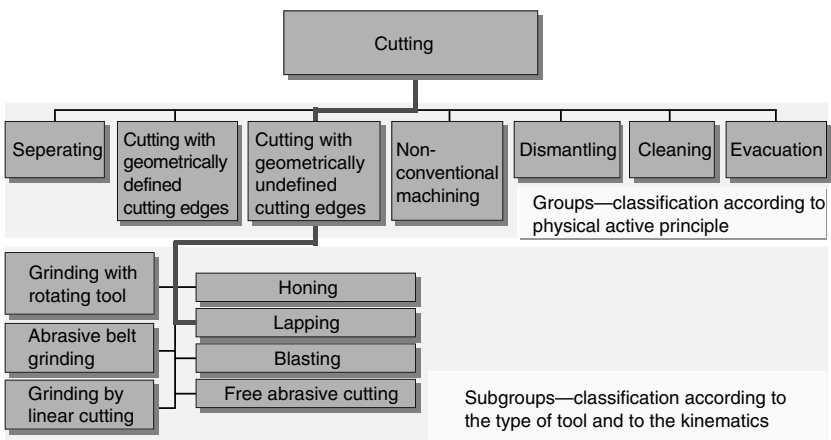 Cutting
Seperating
Cutting with
geometrically
defined
cutting edges
Cutting with
geometrically
undefined
cutting edges
Non-
conventional
machining
Dismantling
Cleaning
Evacuation
Groups—classification according to
physical active principle
Grinding with
rotating tool
Abrasive belt
grinding
Grinding by
linear cutting
Honing
Lapping
Blasting
Free abrasive cutting
Subgroups—classification according to
the type of tool and to the kinematics